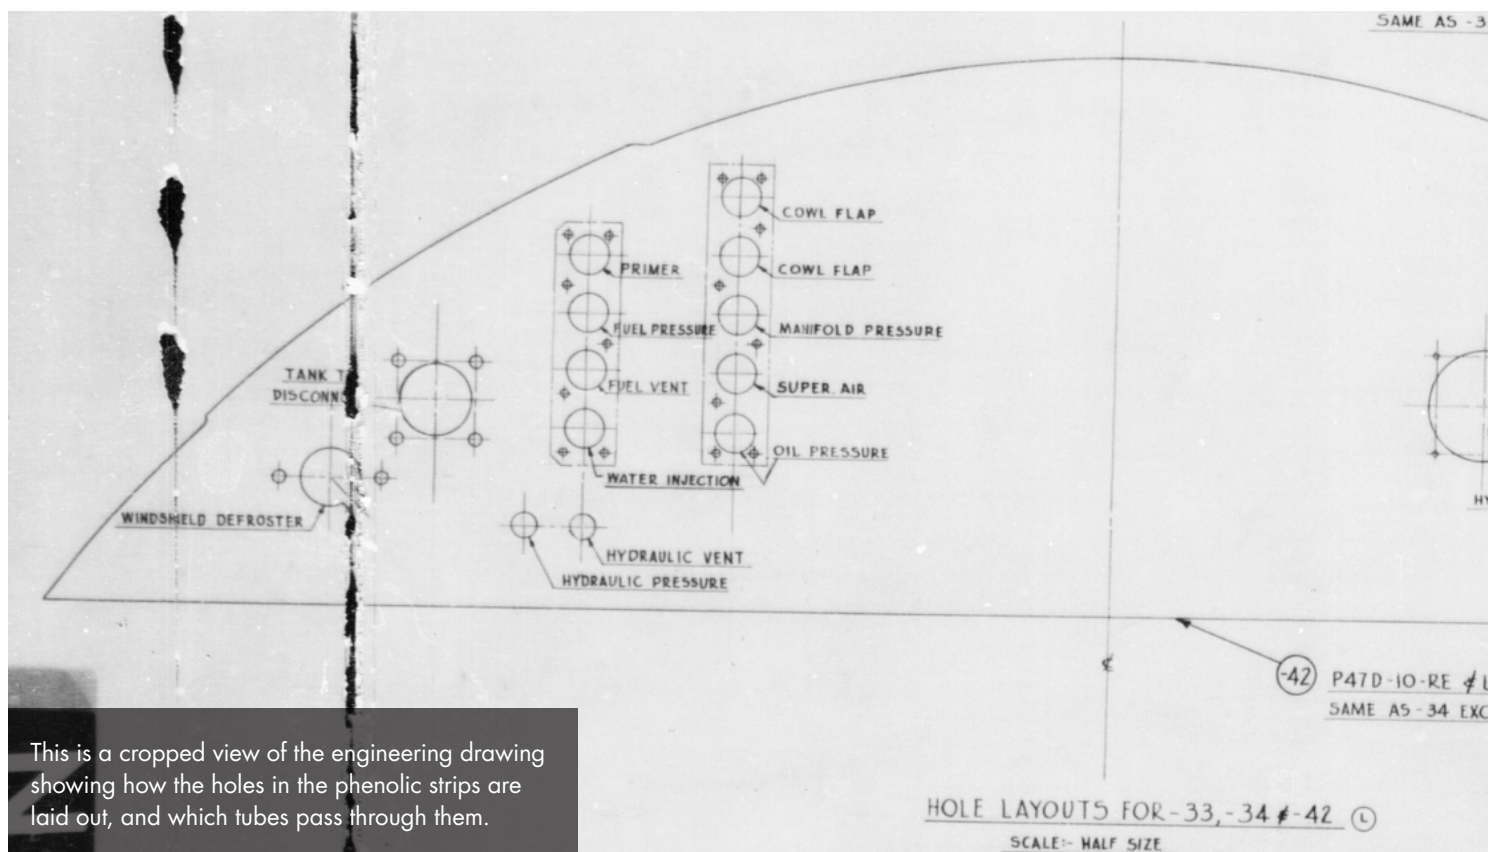 SAME AS -3
COWL FLAP
PRIMER
COWL FLAP
FUEL PRESSURE
MANIFOLD PRESSURE
TANK T
DISCONN
FUEL VENT
SUPER. AIR
OIL PRESSURE
WATER INJECTION
HY
WINDSHIELD DEFROSTER
HYDRAULIC VENT
HYDRAULIC PRESSURE
-42 P47D-10-RE & L
SAME AS -34 EXC
This is a cropped view of the engineering drawing
showing how the holes in the phenolic strips are
laid out, and which tubes pass through them.
HOLE LAYOUTS FOR -33, -34 & -42 L
SCALE:- HALF SIZE